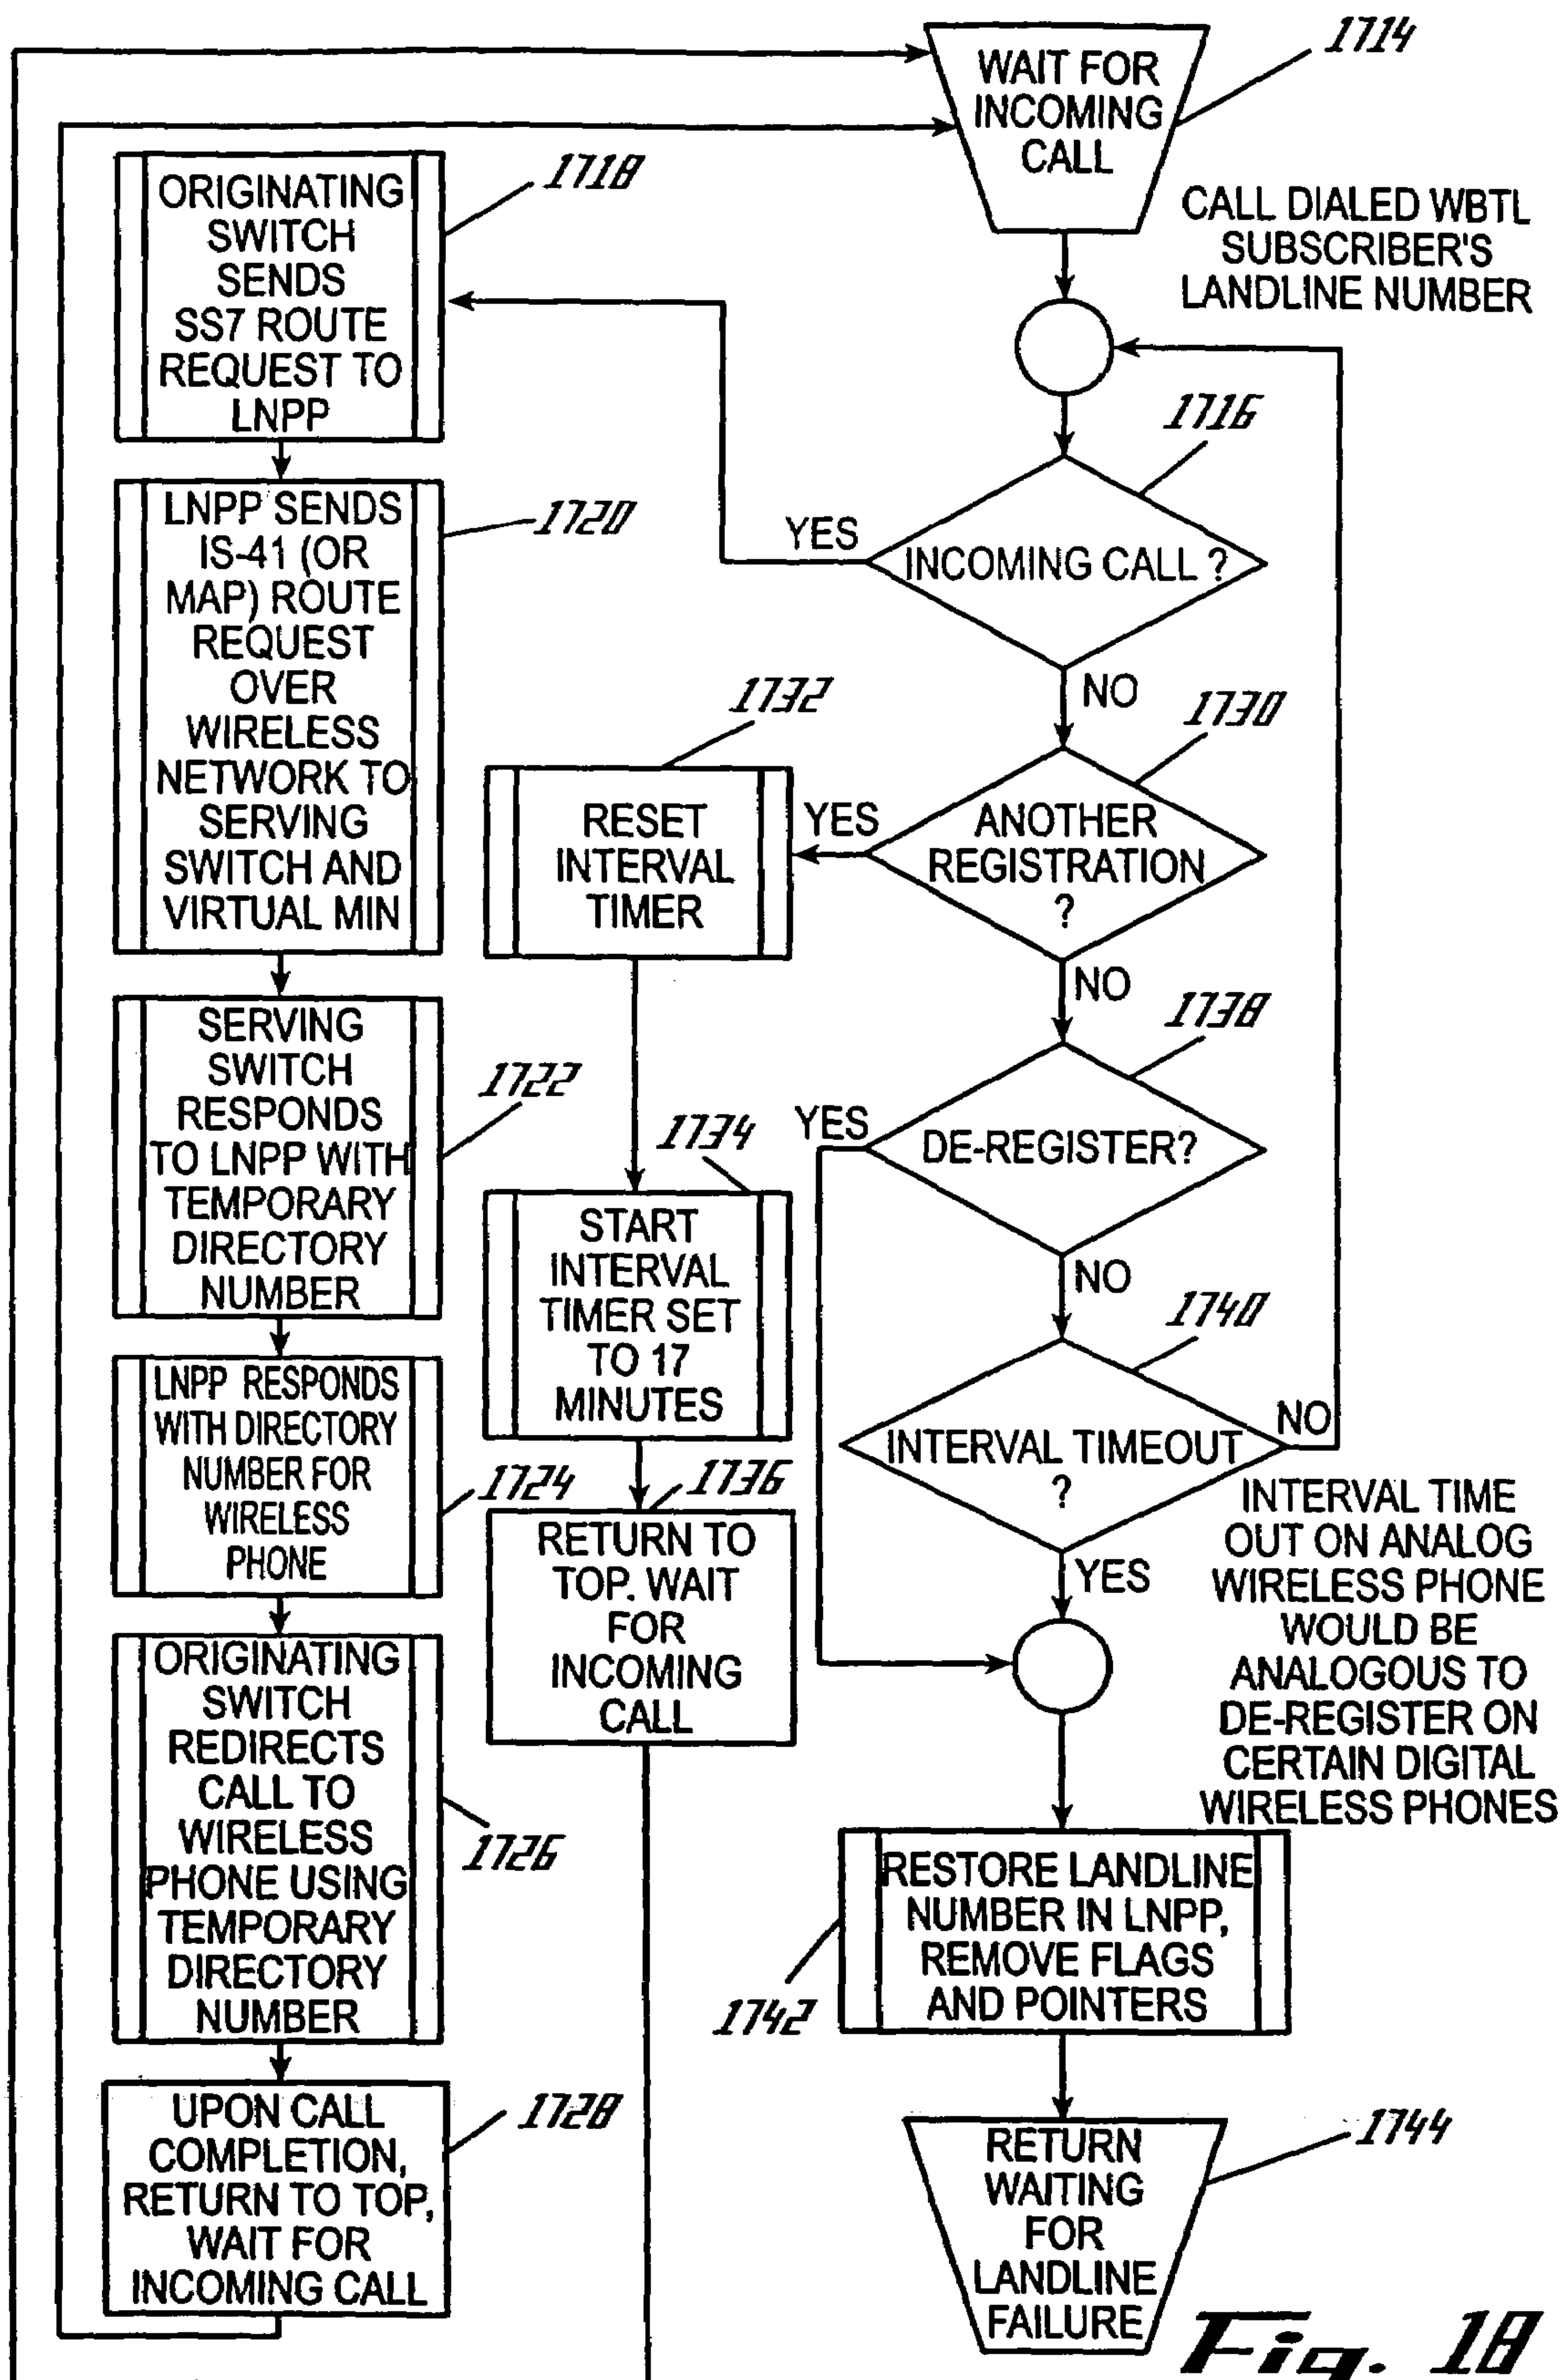 WAIT FOR
INCOMING
CALL
1714
CALL DIALED WBTL
SUBSCRIBER'S
LANDLINE NUMBER
ORIGINATING
SWITCH
SENDS
SS7 ROUTE
REQUEST TO
LNPP
1718
1716
YES
INCOMING CALL ?
NO
LNPP SENDS
IS-41 (OR
MAP) ROUTE
REQUEST
OVER
WIRELESS
NETWORK TO
SERVING
SWITCH AND
VIRTUAL MIN
1720
1732
RESET
INTERVAL
TIMER
1730
YES
ANOTHER
REGISTRATION
?
NO
SERVING
SWITCH
RESPONDS
TO LNPP WITH
TEMPORARY
DIRECTORY
NUMBER
1722
1734
START
INTERVAL
TIMER SET
TO 17
MINUTES
1738
YES
DE-REGISTER?
NO
1740
INTERVAL TIMEOUT
?
NO
YES
LNPP RESPONDS
WITH DIRECTORY
NUMBER FOR
WIRELESS
PHONE
1724
1736
RETURN TO
TOP. WAIT
FOR
INCOMING
CALL
INTERVAL TIME
OUT ON ANALOG
WIRELESS PHONE
WOULD BE
ANALOGOUS TO
DE-REGISTER ON
CERTAIN DIGITAL
WIRELESS PHONES
ORIGINATING
SWITCH
REDIRECTS
CALL TO
WIRELESS
PHONE USING
TEMPORARY
DIRECTORY
NUMBER
1726
RESTORE LANDLINE
NUMBER IN LNPP,
REMOVE FLAGS
AND POINTERS
1742
UPON CALL
COMPLETION,
RETURN TO TOP,
WAIT FOR
INCOMING CALL
1728
RETURN
WAITING
FOR
LANDLINE
FAILURE
1744
Fig. 18